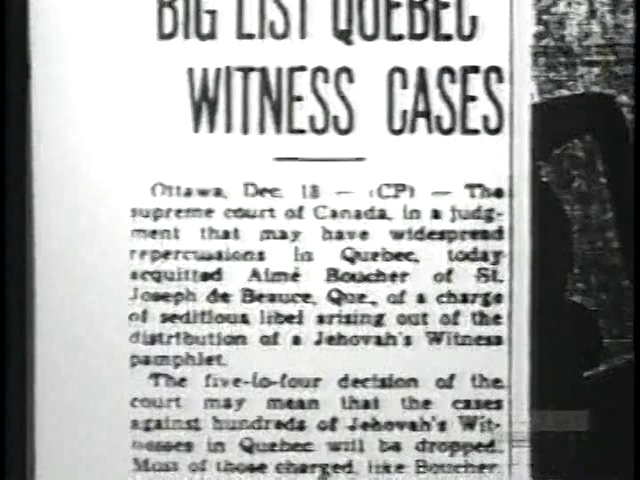 BIG LIST QUEBEC
WITNESS CASES
Ottawa, Dec. 18 — (CP) — The
supreme court of Canada, in a judg-
ment that may have widespread
repercussions in Quebec, today
acquitted Aimé Boucher of St.
Joseph de Beauce, Que., of a charge
of seditious libel arising out of the
distribution of a Jehovah's Witness
pamphlet.
The five-to-four decision of the
court may mean that the cases
against hundreds of Jehovah's Wit-
nesses in Quebec will be dropped.
Most of those charged, like Boucher,